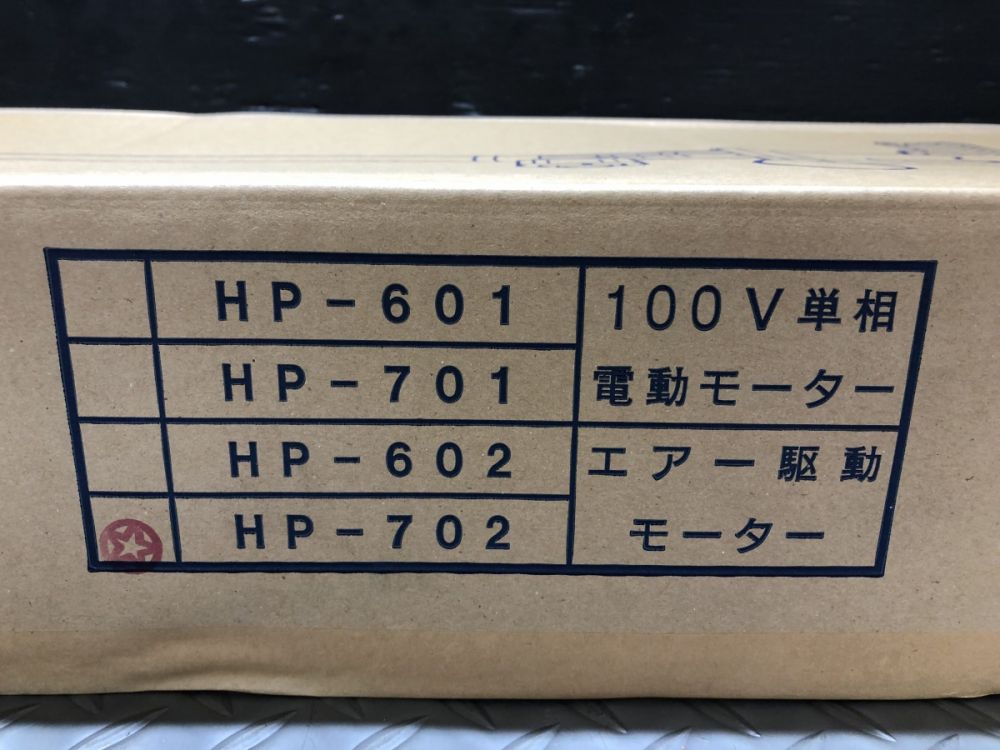 HP-601
100V単相
HP-701
電動モーター
HP-602
エアー駆動
HP-702
モーター